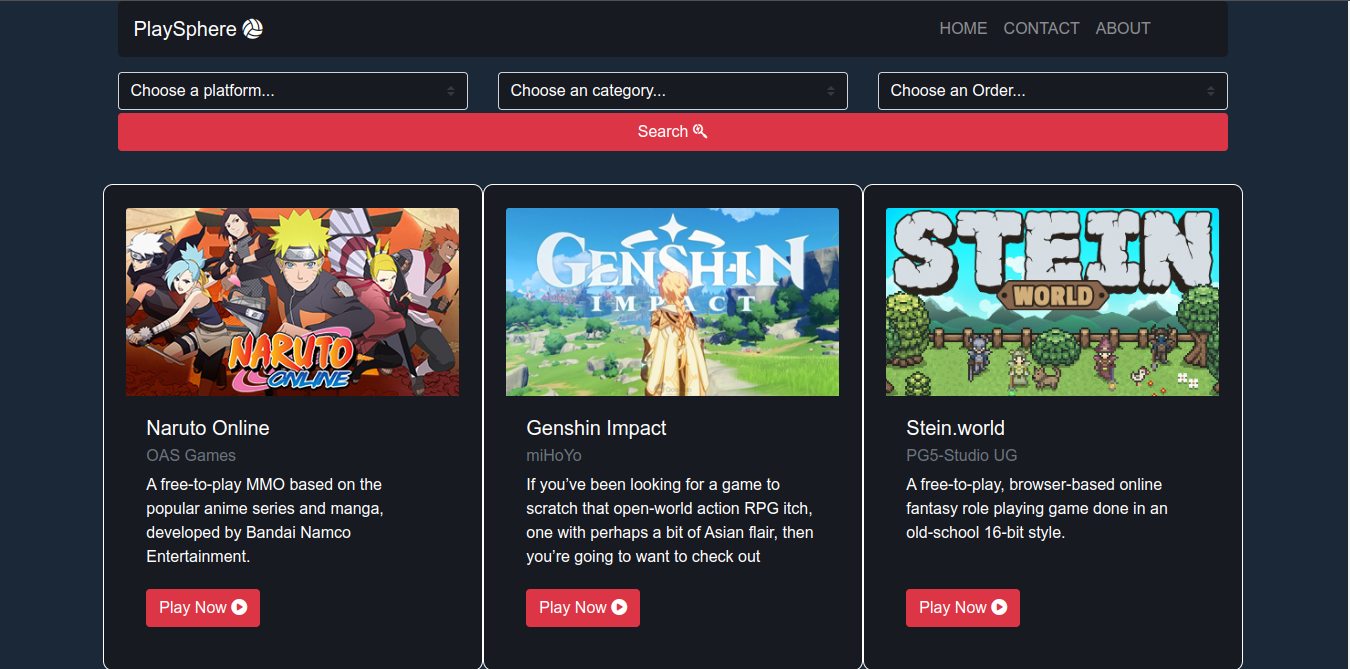 PlaySphere
HOME CONTACT ABOUT
Choose a platform...
Choose an category...
Choose an Order...
Search
NARUTO
ONLINE
GENSHIN
IMPACT
STEIN
WORLD
Naruto Online
OAS Games
A free-to-play MMO based on the
popular anime series and manga,
developed by Bandai Namco
Entertainment.
Play Now
Genshin Impact
miHoYo
If you’ve been looking for a game to
scratch that open-world action RPG itch,
one with perhaps a bit of Asian flair, then
you’re going to want to check out
Play Now
Stein.world
PG5-Studio UG
A free-to-play, browser-based online
fantasy role playing game done in an
old-school 16-bit style.
Play Now